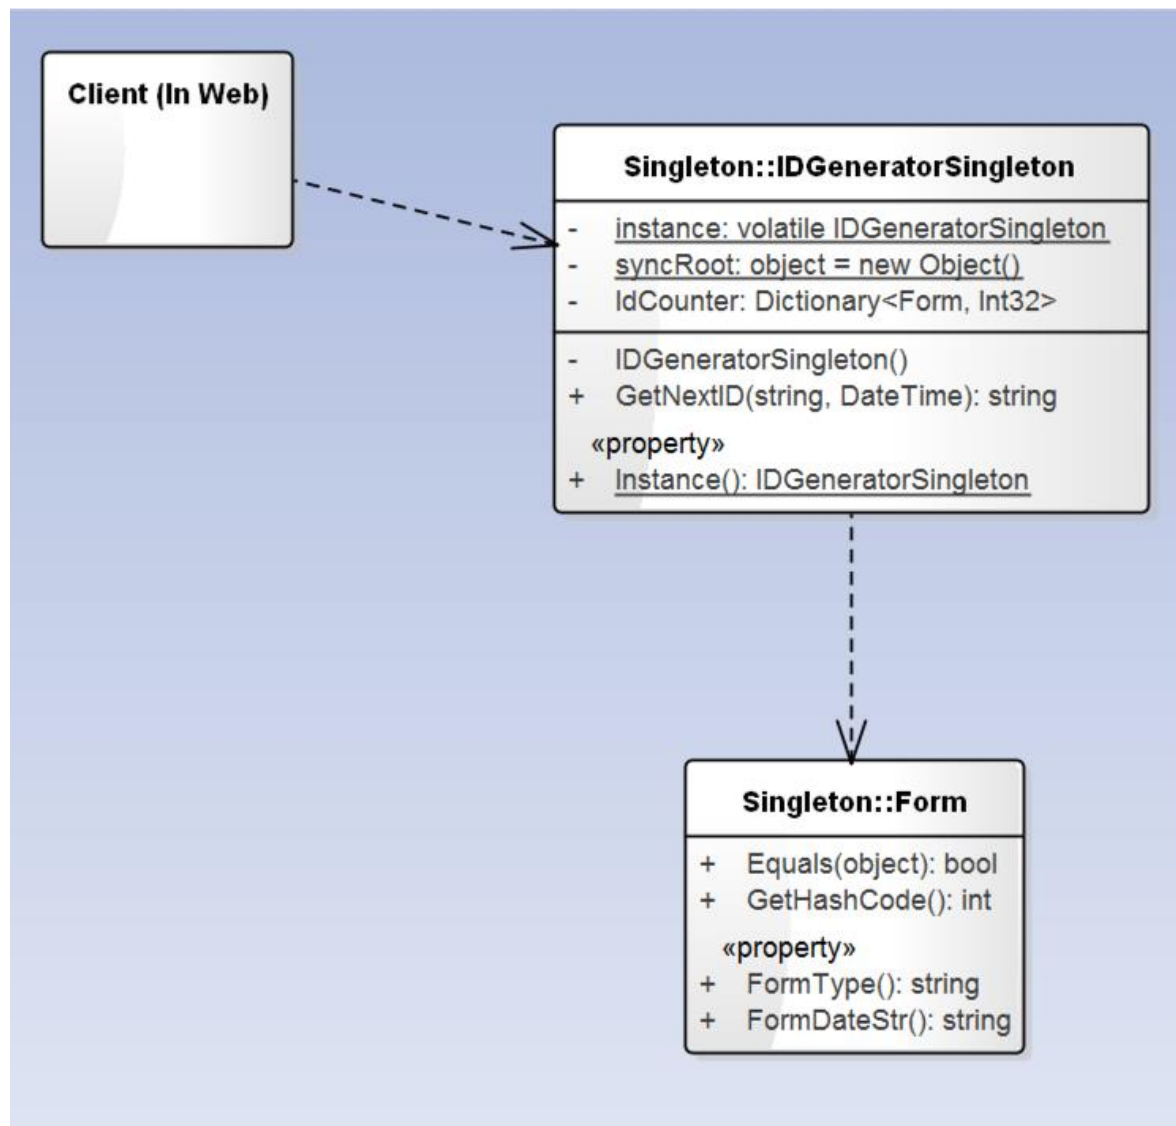 Client (In Web)
Singleton::IDGeneratorSingleton
- instance: volatile IDGeneratorSingleton
- syncRoot: object = new Object()
- IdCounter: Dictionary<Form, Int32>
- IDGeneratorSingleton()
+ GetNextID(string, DateTime): string
«property»
+ Instance(): IDGeneratorSingleton
Singleton::Form
+ Equals(object): bool
+ GetHashCode(): int
«property»
+ FormType(): string
+ FormDateStr(): string